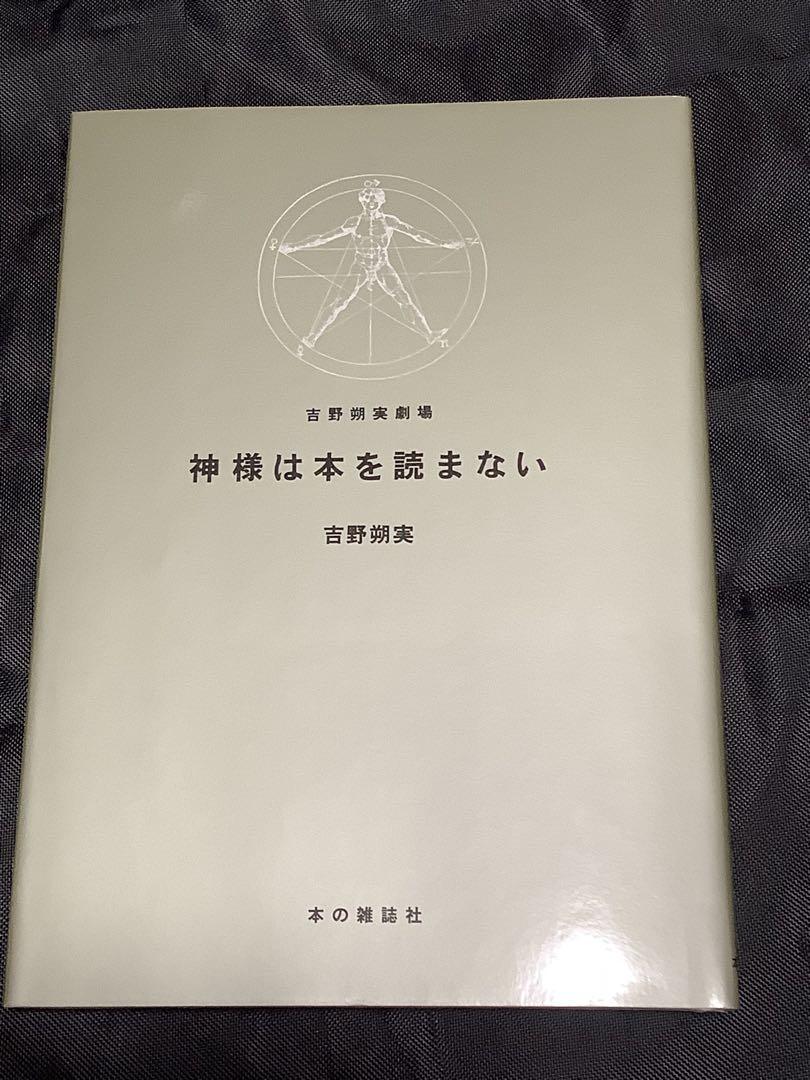 吉野朔実劇場
神様は本を読まない
吉野朔実
本の雑誌社